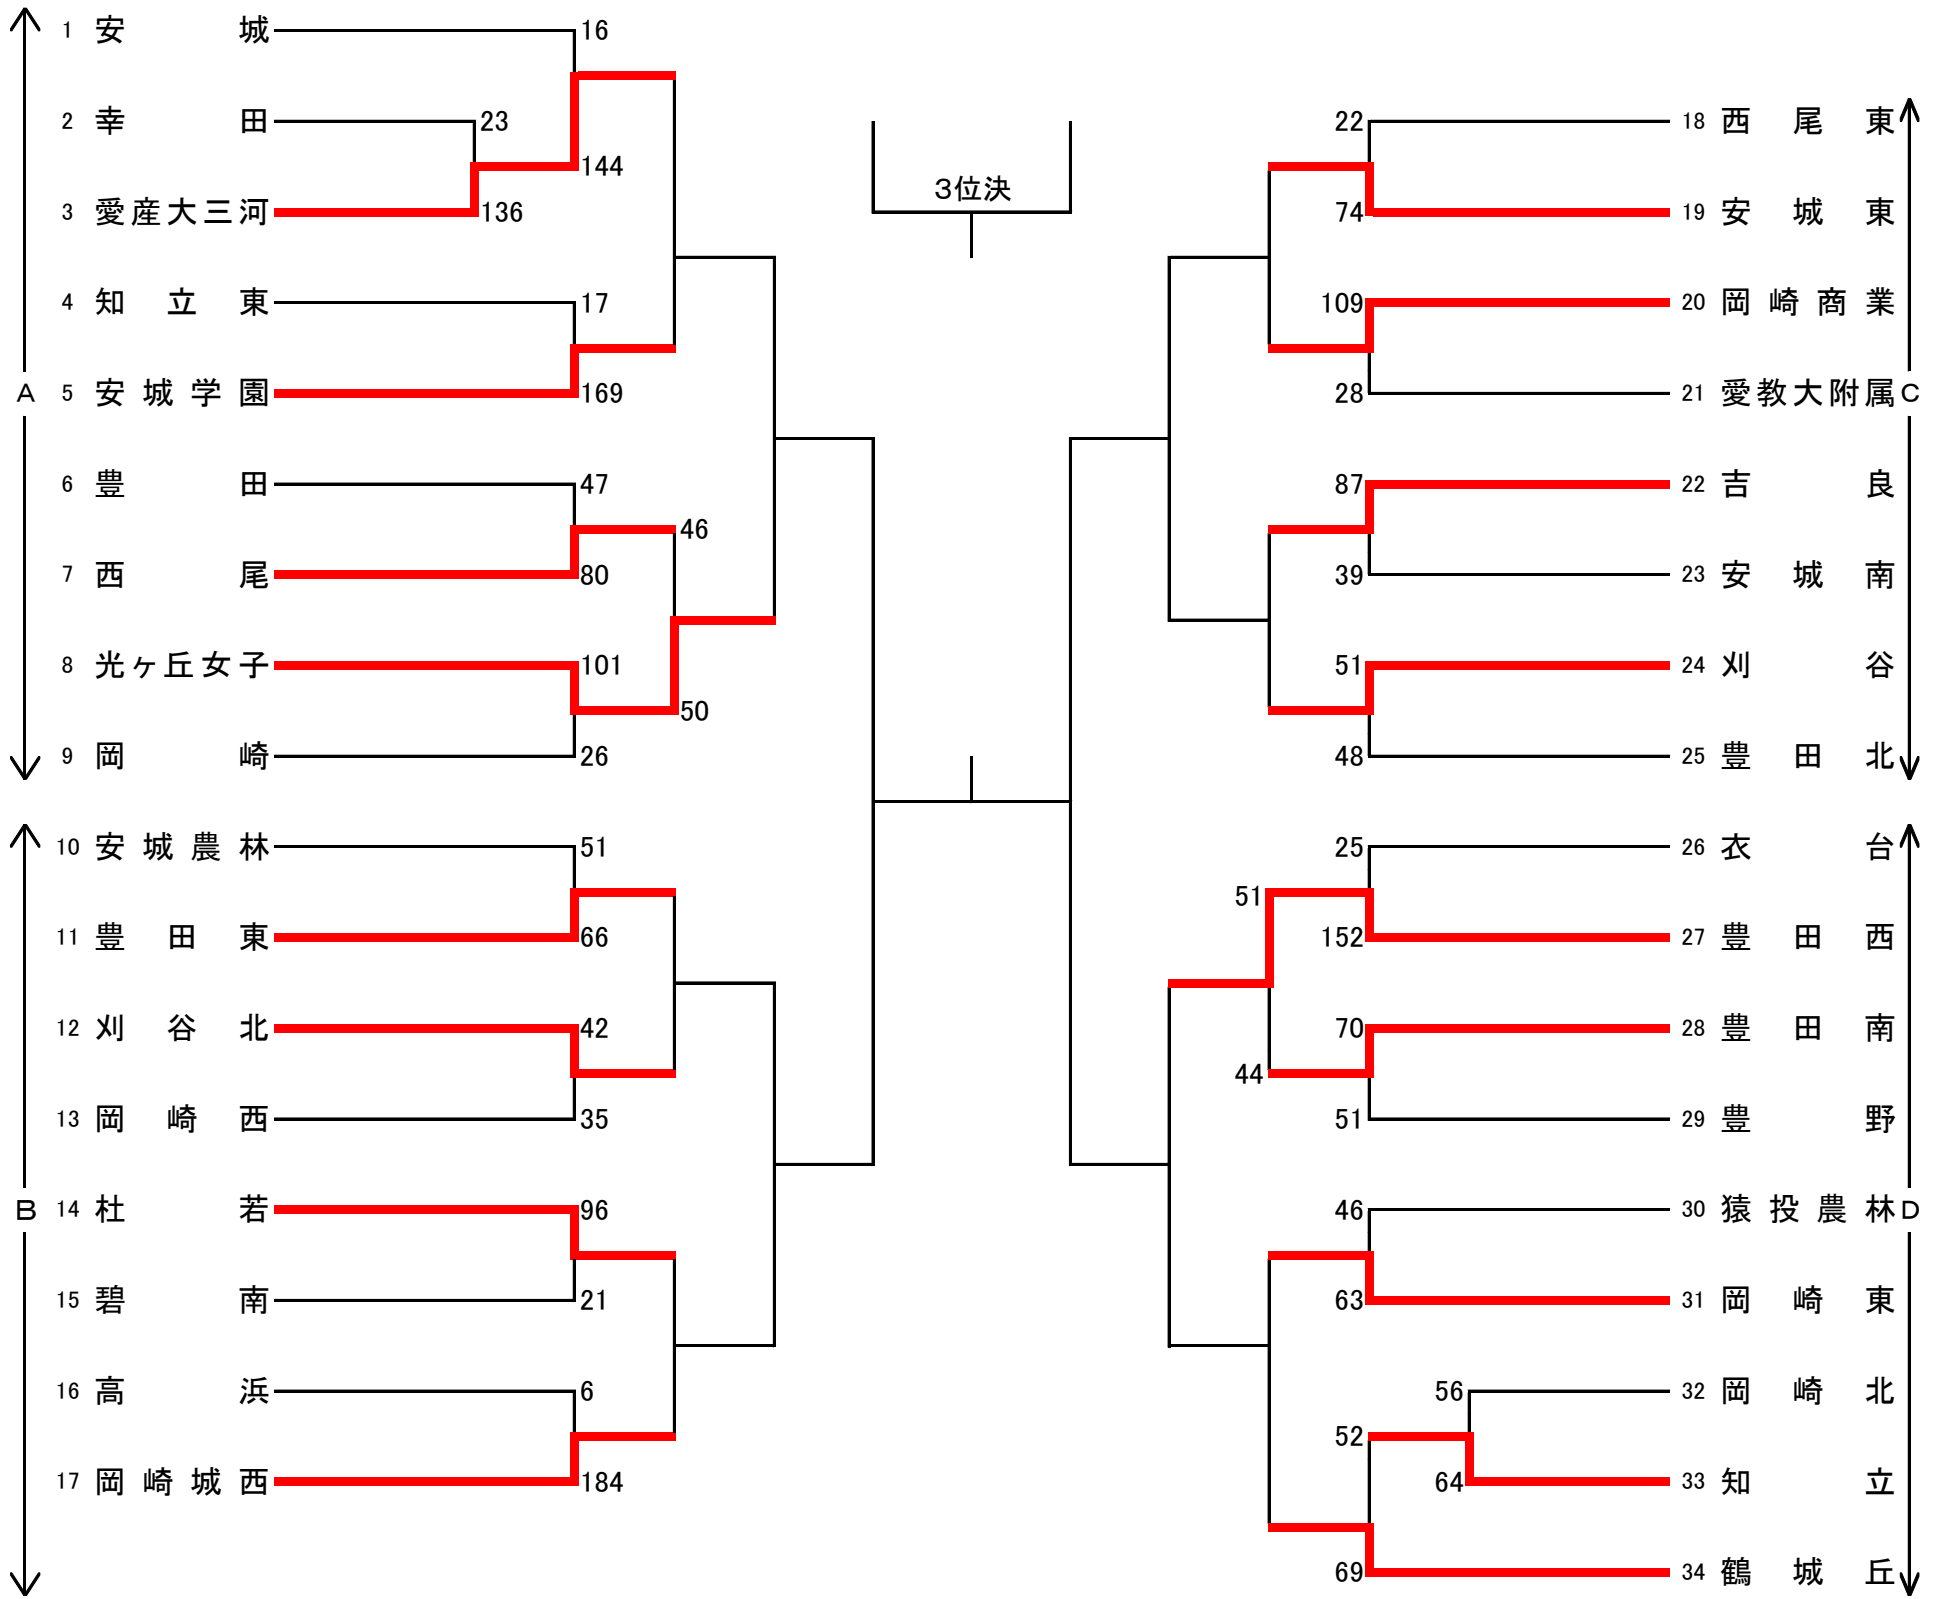 1 安城 16
2 幸田 23
144
3 愛産大三河 136
4 知立東 17
A 5 安城学園 169
6 豊田 47
46
7 西尾 80
8 光ヶ丘女子 101
50
9 岡崎 26
10 安城農林 51
11 豊田東 66
12 刈谷北 42
13 岡崎西 35
B 14 杜若 96
15 碧南 21
16 高浜 6
17 岡崎城西 184
3位決
22 18 西尾東
74 19 安城東
109 20 岡崎商業
28 21 愛教大附属 C
87 22 吉良
39 23 安城南
51 24 刈谷
48 25 豊田北
25 26 衣台
51
152 27 豊田西
70 28 豊田南
44
51 29 豊野
46 30 猿投農林 D
63 31 岡崎東
56 32 岡崎北
52
64 33 知立
69 34 鶴城丘